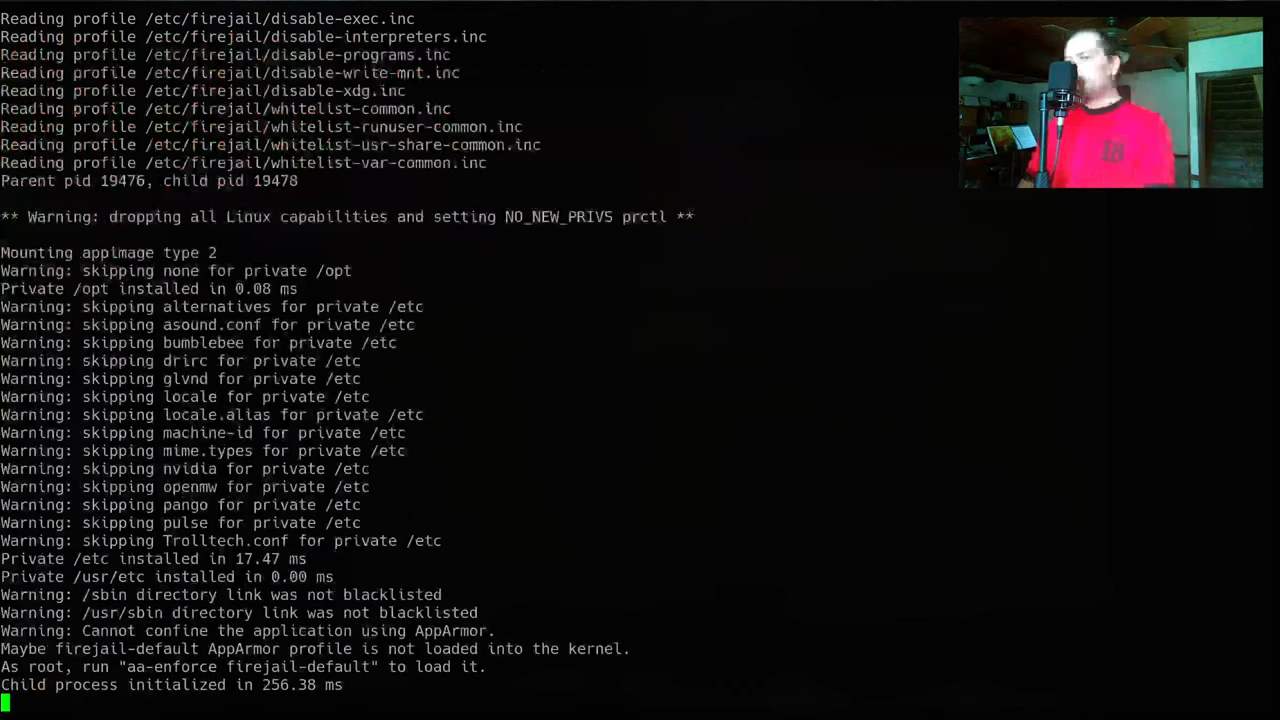 Reading profile /etc/firejail/disable-exec.inc
Reading profile /etc/firejail/disable-interpreters.inc
Reading profile /etc/firejail/disable-programs.inc
Reading profile /etc/firejail/disable-write-mnt.inc
Reading profile /etc/firejail/disable-xdg.inc
Reading profile /etc/firejail/whitelist-common.inc
Reading profile /etc/firejail/whitelist-runuser-common.inc
Reading profile /etc/firejail/whitelist-usr-share-common.inc
Reading profile /etc/firejail/whitelist-var-common.inc
Parent pid 19476, child pid 19478
** Warning: dropping all Linux capabilities and setting NO_NEW_PRIVS prctl **
Mounting appimage type 2
Warning: skipping none for private /opt
Private /opt installed in 0.08 ms
Warning: skipping alternatives for private /etc
Warning: skipping asound.conf for private /etc
Warning: skipping bumblebee for private /etc
Warning: skipping drirc for private /etc
Warning: skipping glvnd for private /etc
Warning: skipping locale for private /etc
Warning: skipping locale.alias for private /etc
Warning: skipping machine-id for private /etc
Warning: skipping mime.types for private /etc
Warning: skipping nvidia for private /etc
Warning: skipping openmw for private /etc
Warning: skipping pango for private /etc
Warning: skipping pulse for private /etc
Warning: skipping Trolltech.conf for private /etc
Private /etc installed in 17.47 ms
Private /usr/etc installed in 0.00 ms
Warning: /sbin directory link was not blacklisted
Warning: /usr/sbin directory link was not blacklisted
Warning: Cannot confine the application using AppArmor.
Maybe firejail-default AppArmor profile is not loaded into the kernel.
As root, run "aa-enforce firejail-default" to load it.
Child process initialized in 256.38 ms
18